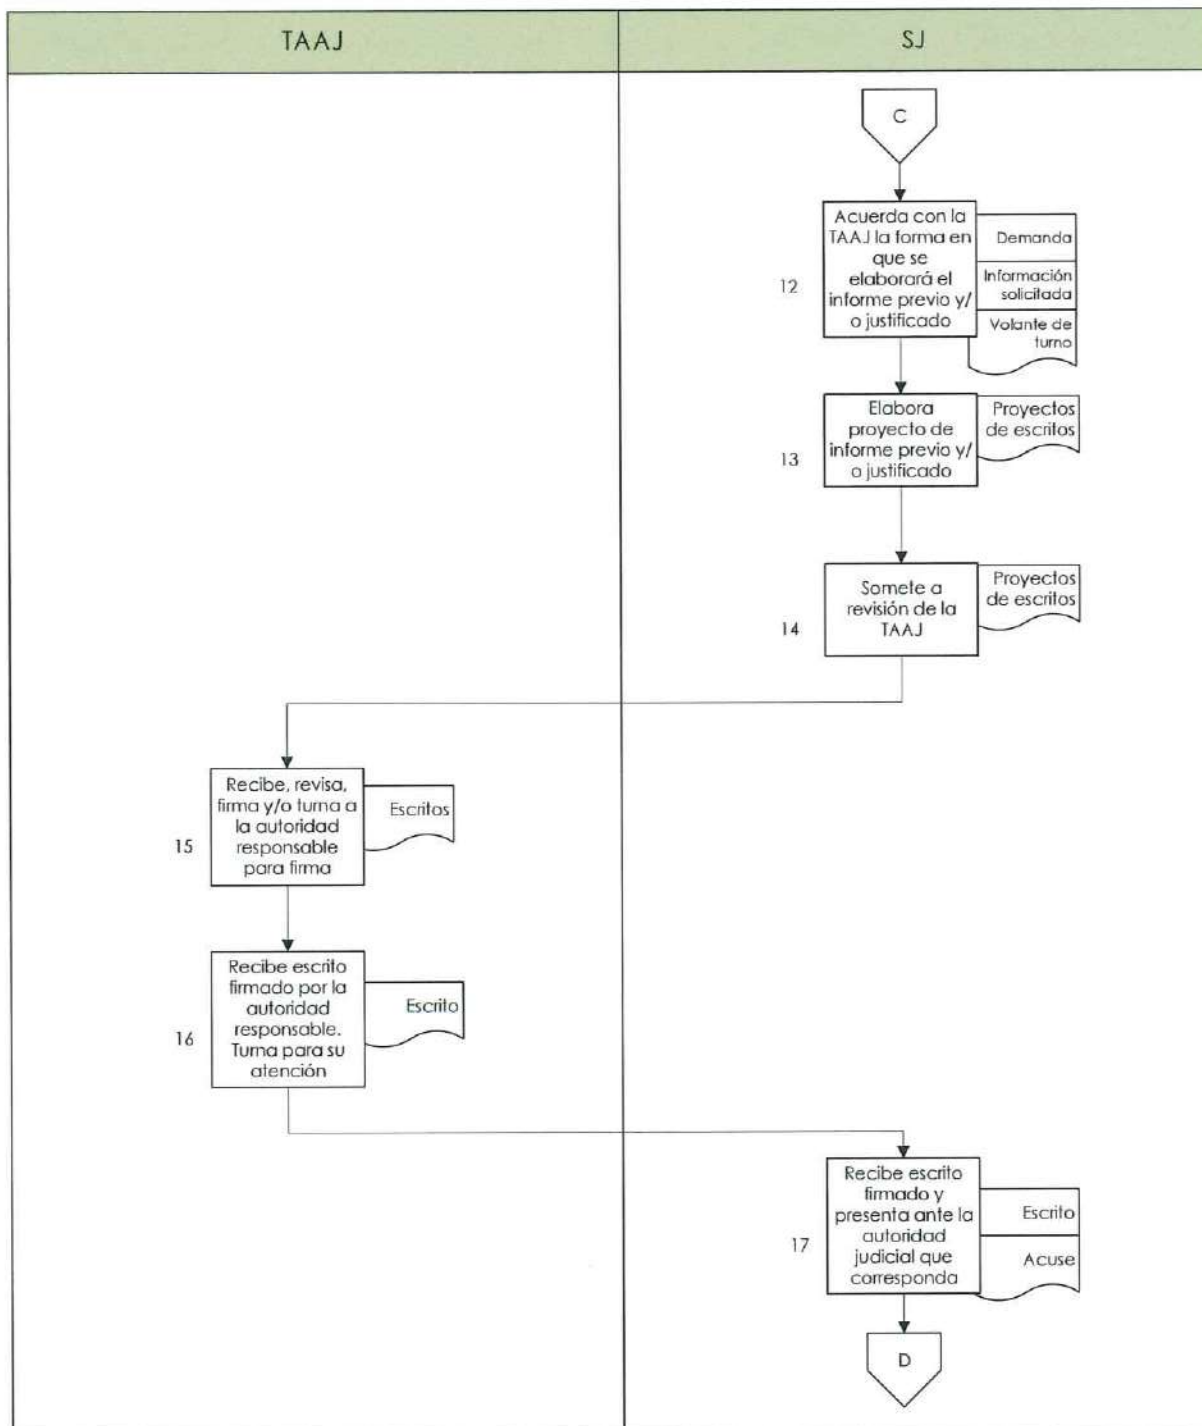 TAAJ
SJ
C
12
Acuerda con la
TAAJ la forma en
que se
elaborará el
informe previo y/
o justificado
Demanda
Información
solicitada
Volante de
turno
13
Elabora
proyecto de
informe previo y/
o justificado
Proyectos
de escritos
14
Somete a
revisión de la
TAAJ
Proyectos
de escritos
15
Recibe, revisa,
firma y/o turna a
la autoridad
responsable
para firma
Escritos
16
Recibe escrito
firmado por la
autoridad
responsable.
Turna para su
atención
Escrito
17
Recibe escrito
firmado y
presenta ante la
autoridad
judicial que
corresponda
Escrito
Acuse
D